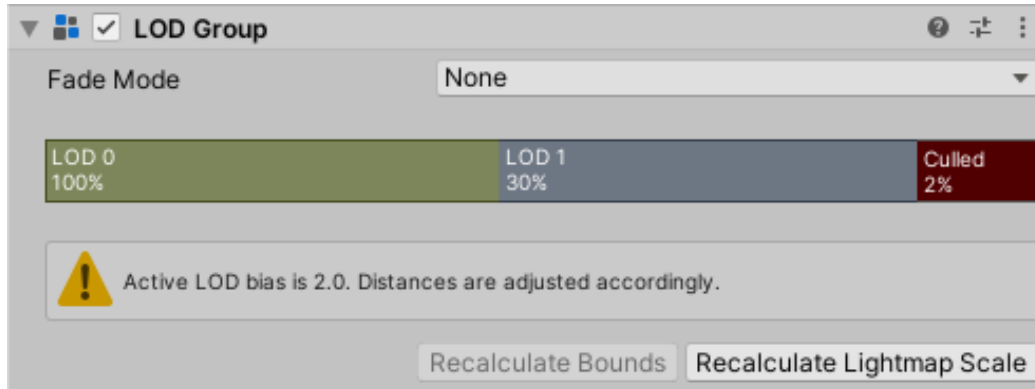 LOD Group
Fade Mode None
LOD 0 LOD 1 Culled
100% 30% 2%
Active LOD bias is 2.0. Distances are adjusted accordingly.
Recalculate Bounds Recalculate Lightmap Scale